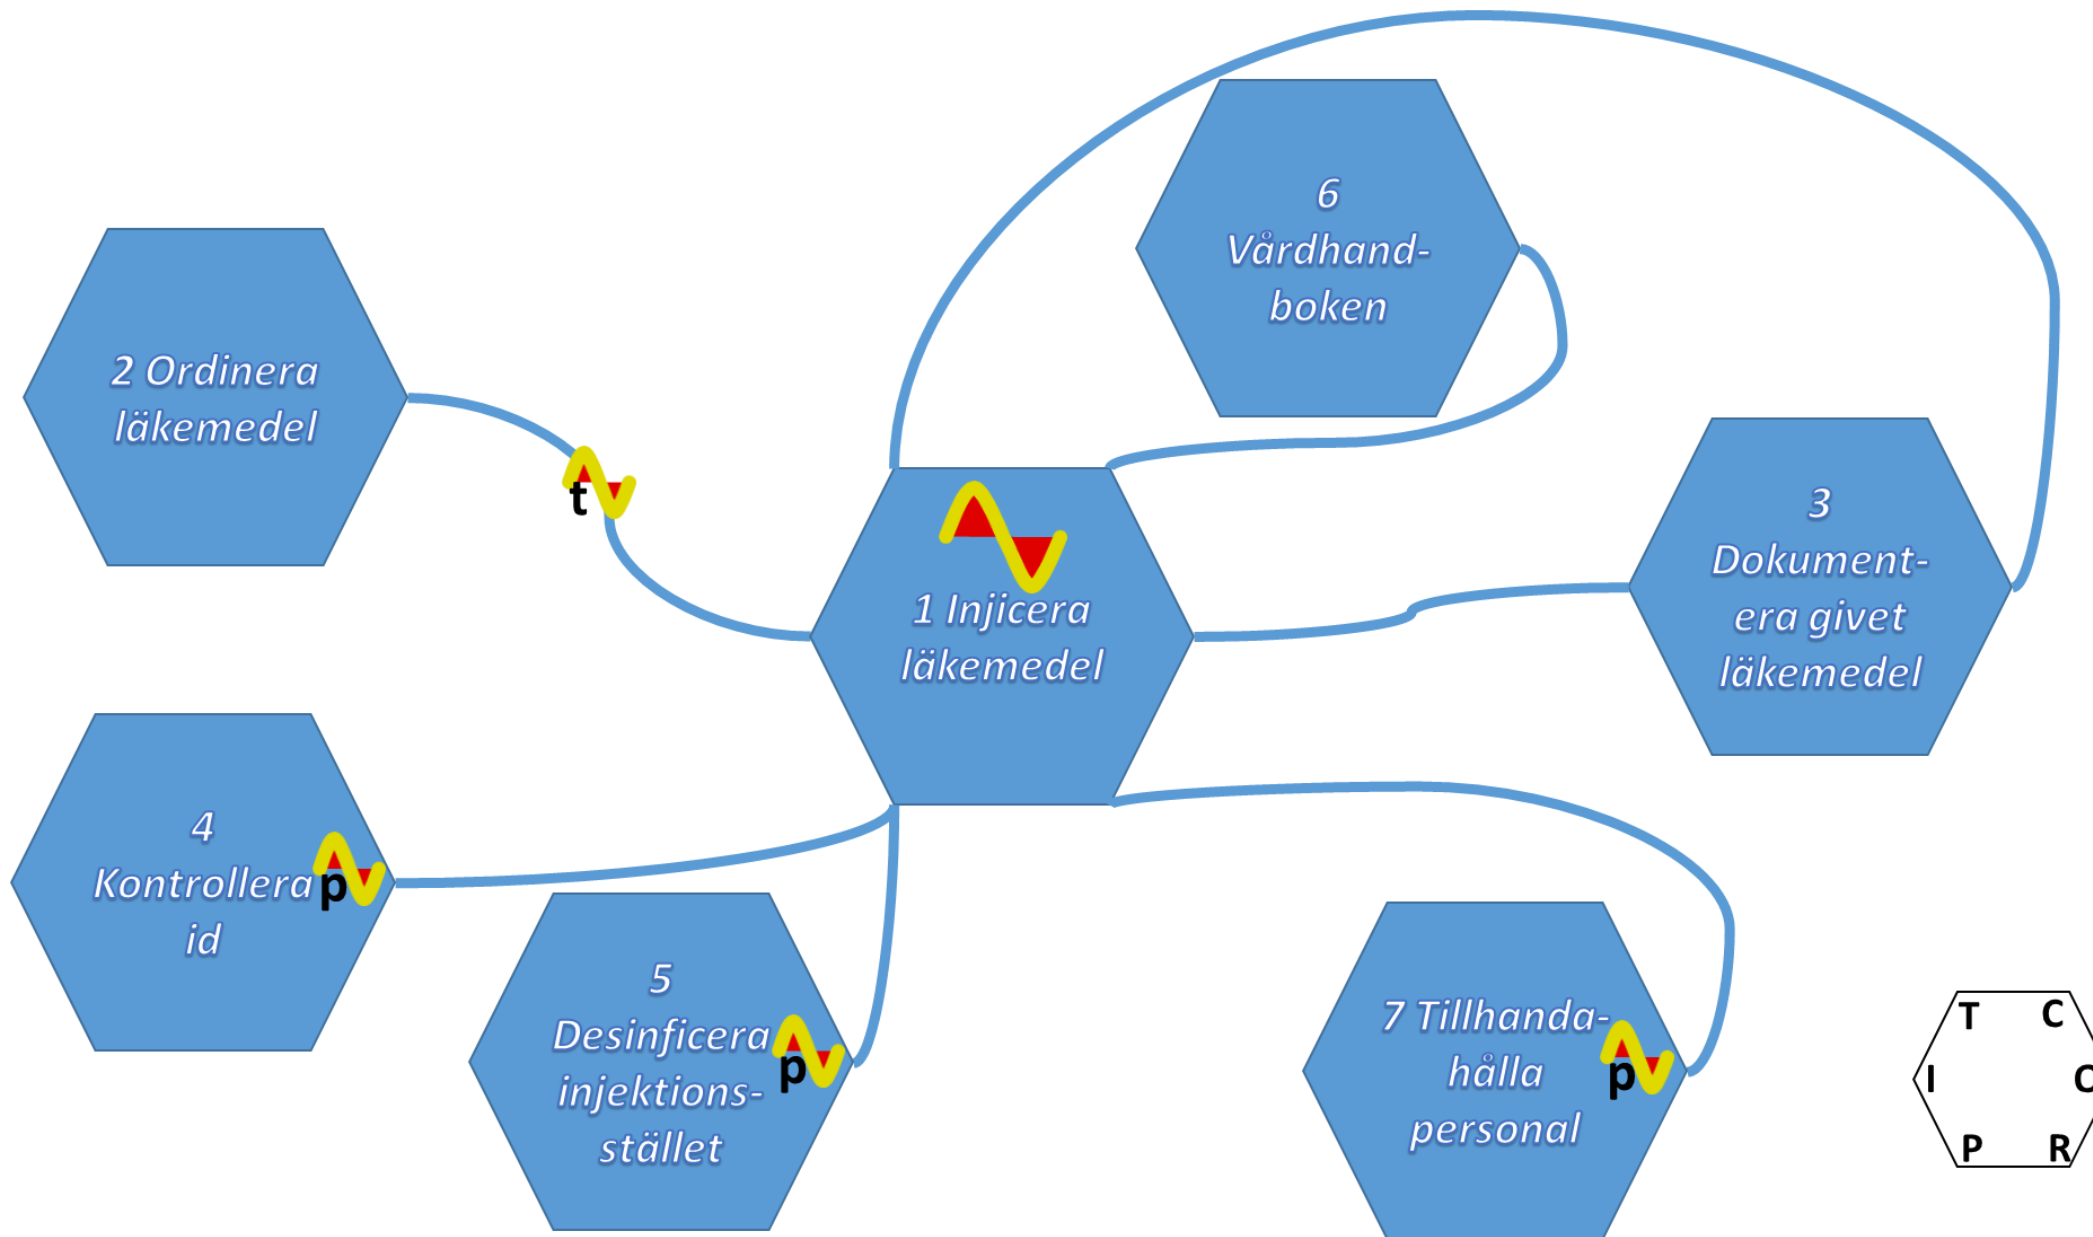 6
Vårdhand-
boken
2 Ordinera
läkemedel
t
1 Injicera
läkemedel
3
Dokument-
era givet
läkemedel
4
Kontrollera
id
p
5
Desinficera
injektions-
stället
p
7 Tillhanda-
hålla
personal
p
T C
I O
P R